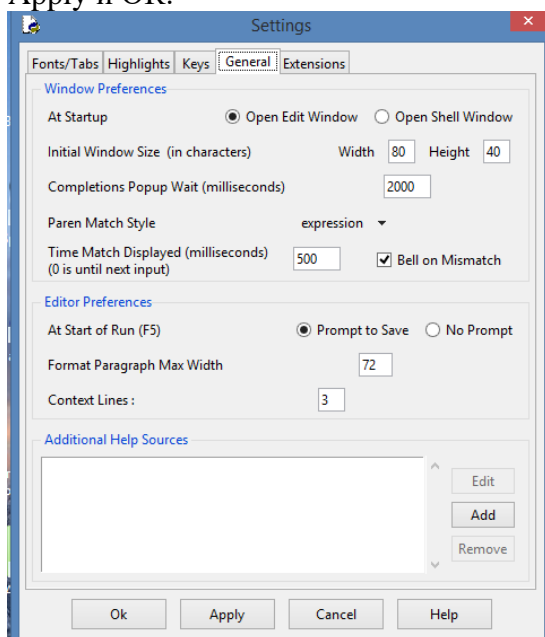 Apply if OK.
Settings
Fonts/Tabs Highlights Keys General Extensions
Window Preferences
At Startup Open Edit Window Open Shell Window
Initial Window Size (in characters) Width 80 Height 40
Completions Popup Wait (milliseconds) 2000
Paren Match Style expression
Time Match Displayed (milliseconds)
(0 is until next input) 500 Bell on Mismatch
Editor Preferences
At Start of Run (F5) Prompt to Save No Prompt
Format Paragraph Max Width 72
Context Lines : 3
Additional Help Sources
Edit
Add
Remove
Ok Apply Cancel Help